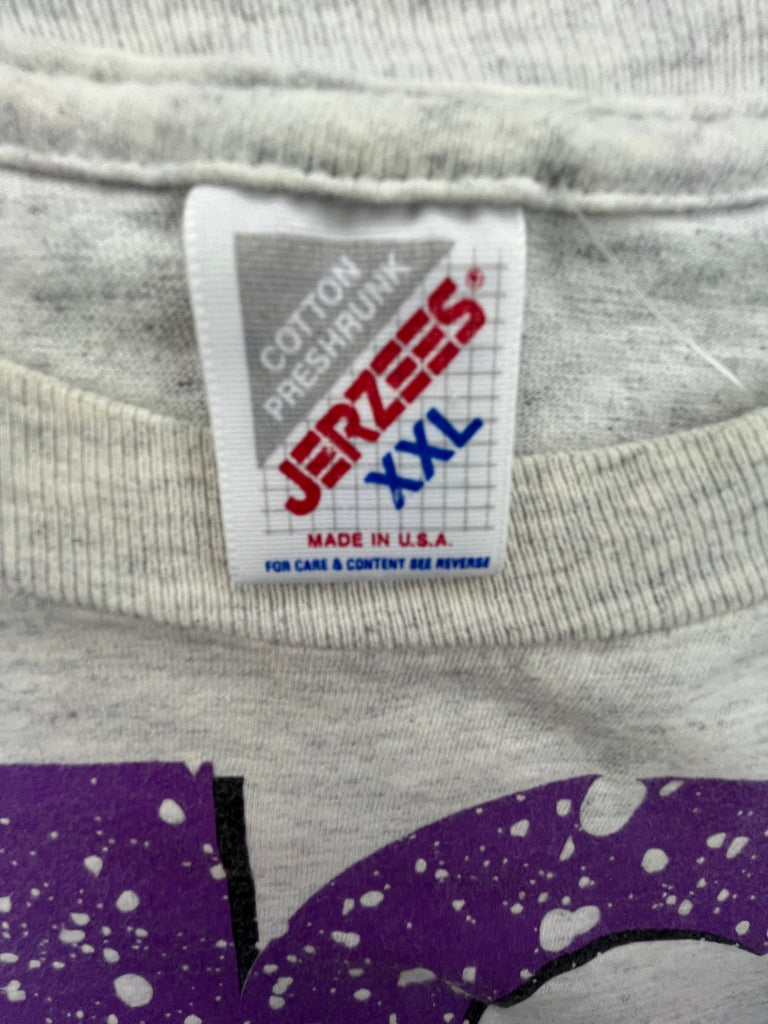 COTTON
PRESHRUNK
JERZEES®
XXL
MADE IN U.S.A.
FOR CARE & CONTENT SEE REVERSE